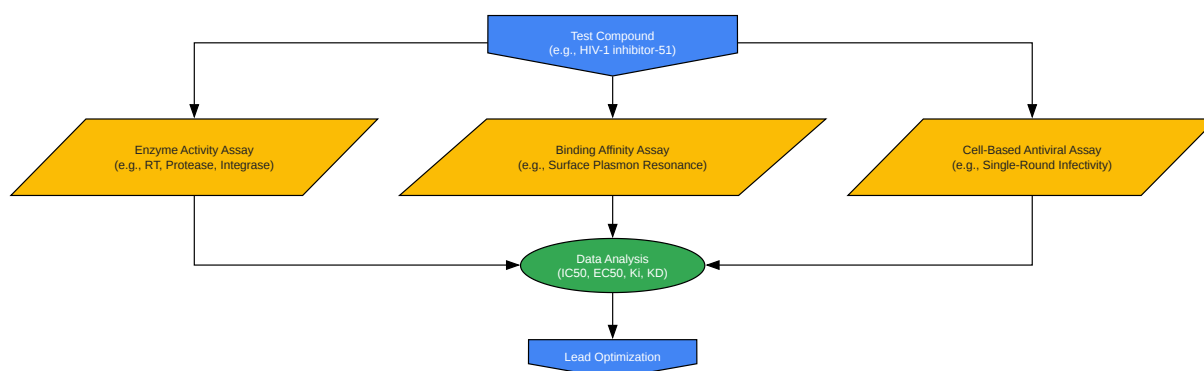 Test Compound
(e.g., HIV-1 inhibitor-51)
Enzyme Activity Assay
(e.g., RT, Protease, Integrase)
Binding Affinity Assay
(e.g., Surface Plasmon Resonance)
Cell-Based Antiviral Assay
(e.g., Single-Round Infectivity)
Data Analysis
(IC50, EC50, Ki, KD)
Lead Optimization